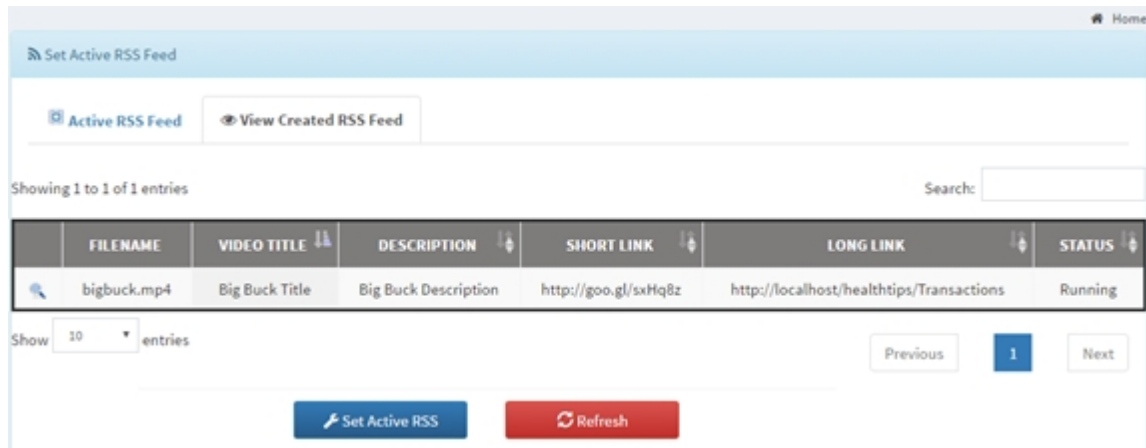 Home
Set Active RSS Feed
Active RSS Feed View Created RSS Feed
Showing 1 to 1 of 1 entries Search:
FILENAME VIDEO TITLE DESCRIPTION SHORT LINK LONG LINK STATUS
bigbuck.mp4 Big Buck Title Big Buck Description http://goo.gl/sxHq8z http://localhost/healthtips/Transactions Running
Show 10 entries
Previous 1 Next
Set Active RSS Refresh